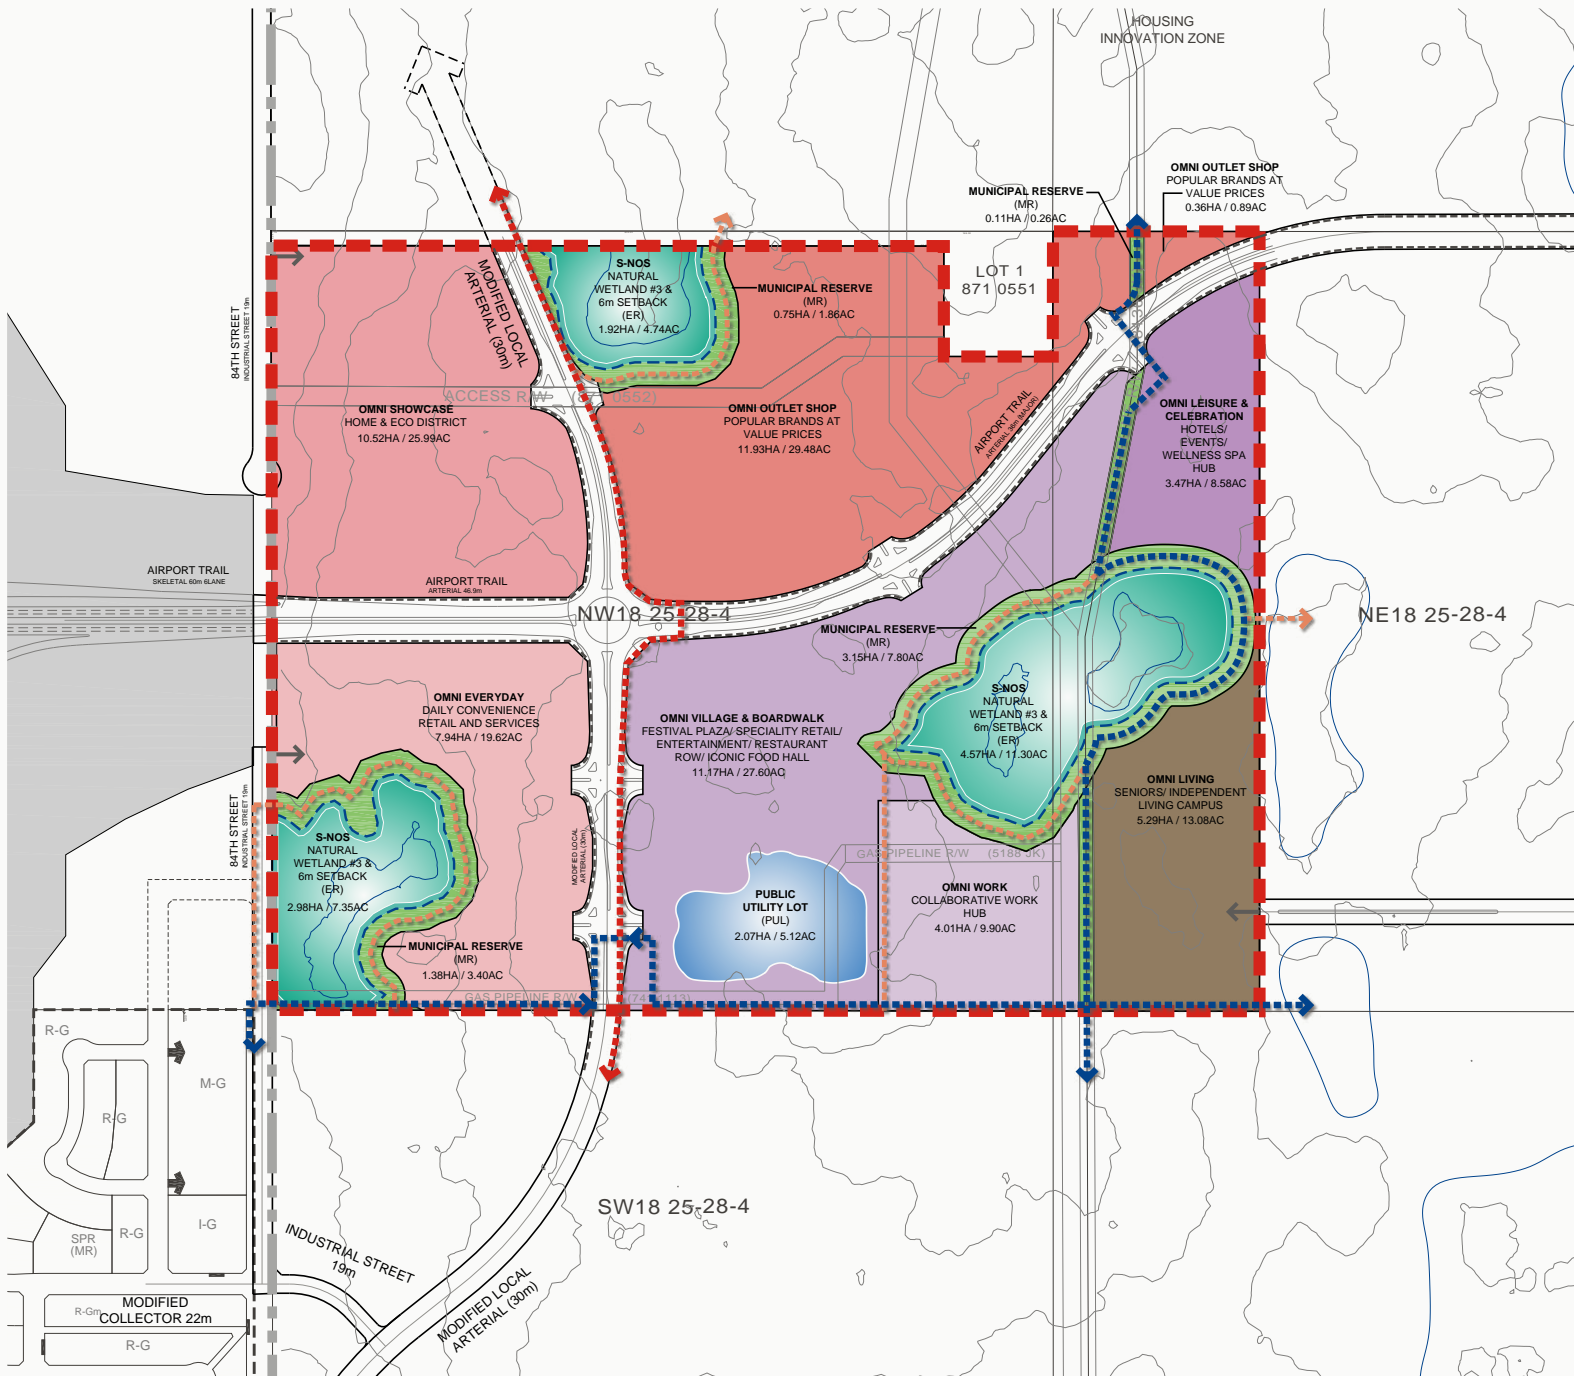 HOUSING
INNOVATION ZONE
OMNI OUTLET SHOP
POPULAR BRANDS AT
VALUE PRICES
0.36HA / 0.89AC
MUNICIPAL RESERVE
(MR)
0.11HA / 0.26AC
LOT 1
871 0551
S-NOS
NATURAL
WETLAND #3 &
6m SETBACK
(ER)
1.92HA / 4.74AC
MUNICIPAL RESERVE
(MR)
0.75HA / 1.86AC
MODIFIED LOCAL
ARTERIAL (30m)
84TH STREET
INDUSTRIAL STREET 19m
ACCESS R/W
OMNI SHOWCASE
HOME & ECO DISTRICT
10.52HA / 25.99AC
OMNI OUTLET SHOP
POPULAR BRANDS AT
VALUE PRICES
11.93HA / 29.48AC
AIRPORT TRAIL
ARTERIAL 36m (MAJOR)
OMNI LEISURE &
CELEBRATION
HOTELS/
EVENTS/
WELLNESS SPA
HUB
3.47HA / 8.58AC
AIRPORT TRAIL
SKELETAL 60m 6LANE
AIRPORT TRAIL
ARTERIAL 46.9m
NW18 25-28-4
NE18 25-28-4
MUNICIPAL RESERVE
(MR)
3.15HA / 7.80AC
OMNI EVERYDAY
DAILY CONVENIENCE
RETAIL AND SERVICES
7.94HA / 19.62AC
OMNI VILLAGE & BOARDWALK
FESTIVAL PLAZA/ SPECIALITY RETAIL/
ENTERTAINMENT/ RESTAURANT
ROW/ ICONIC FOOD HALL
11.17HA / 27.60AC
S-NOS
NATURAL
WETLAND #3 &
6m SETBACK
(ER)
4.57HA / 11.30AC
OMNI LIVING
SENIORS/ INDEPENDENT
LIVING CAMPUS
5.29HA / 13.08AC
84TH STREET
INDUSTRIAL STREET 19m
S-NOS
NATURAL
WETLAND #3 &
6m SETBACK
(ER)
2.98HA / 7.35AC
MODIFIED LOCAL
ARTERIAL (30m)
GAS PIPELINE R/W (5188 JK)
PUBLIC
UTILITY LOT
(PUL)
2.07HA / 5.12AC
OMNI WORK
COLLABORATIVE WORK
HUB
4.01HA / 9.90AC
MUNICIPAL RESERVE
(MR)
1.38HA / 3.40AC
GAS PIPELINE R/W
R-G
M-G
R-G
SPR
(MR)
R-G
I-G
SW18 25-28-4
INDUSTRIAL STREET
19m
MODIFIED LOCAL
ARTERIAL (30m)
R-Gm
MODIFIED
COLLECTOR 22m
R-G